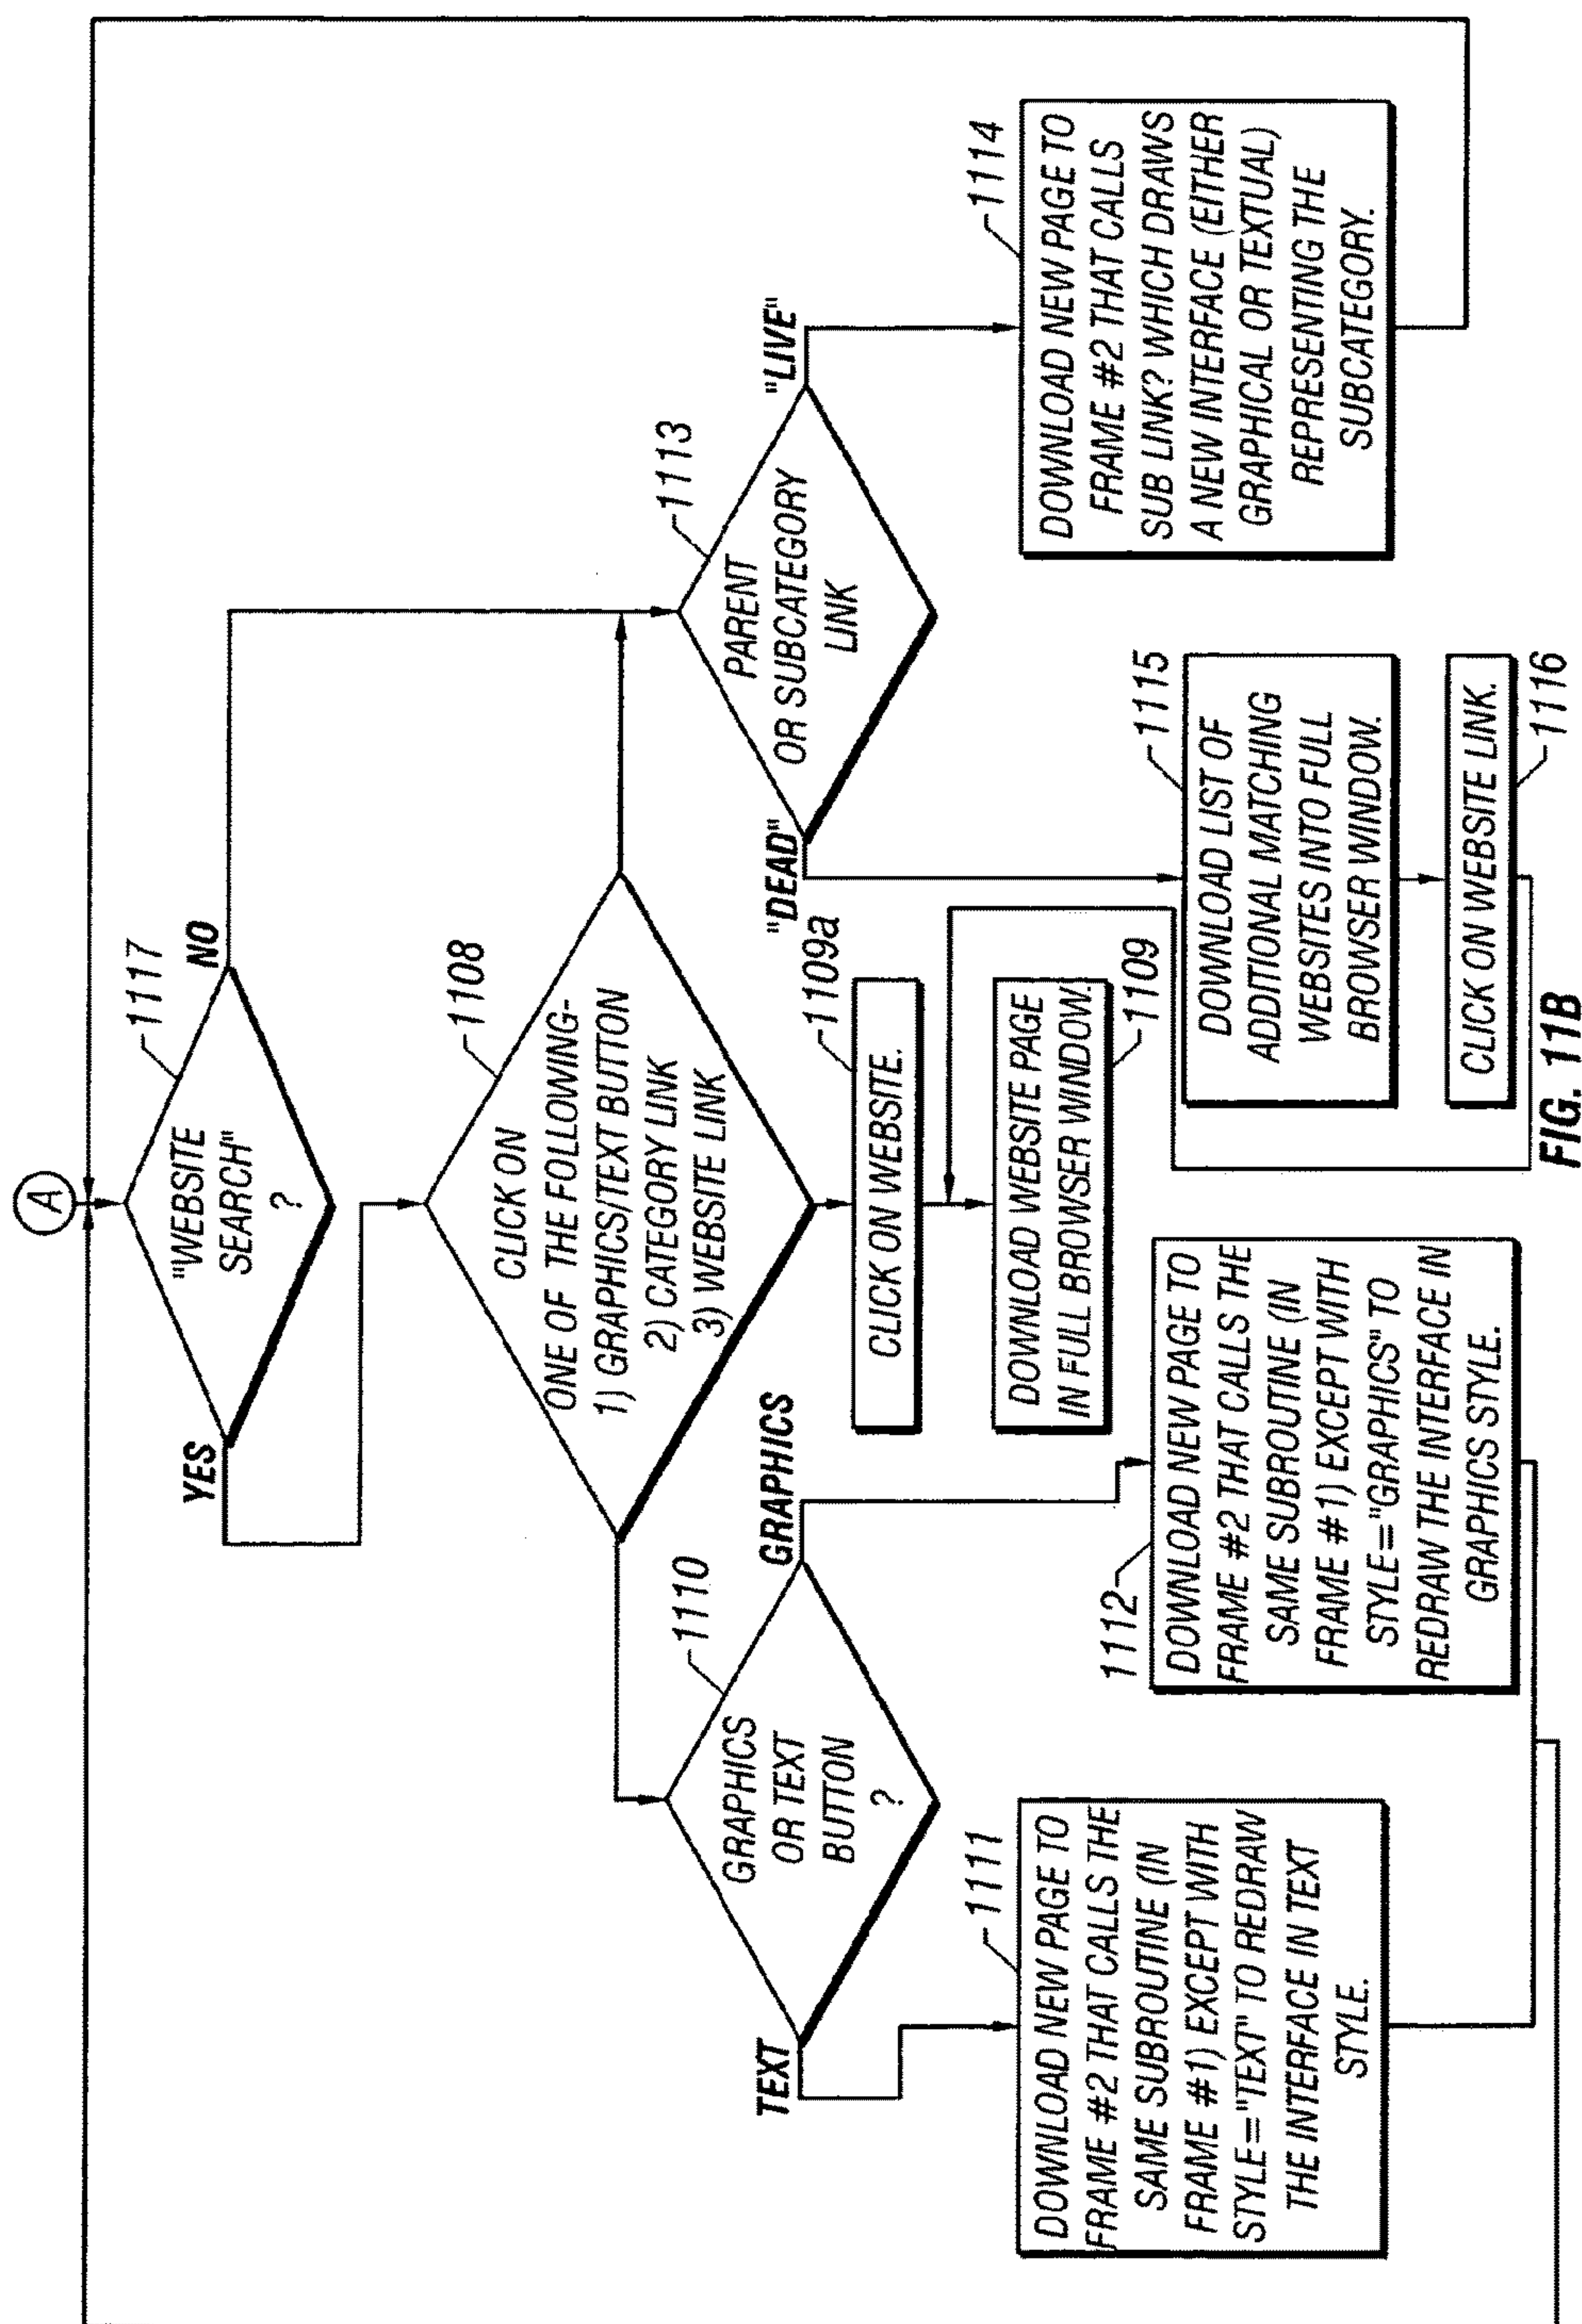 A
"WEBSITE
SEARCH"
?
1117
YES
NO
CLICK ON
ONE OF THE FOLLOWING-
1) GRAPHICS/TEXT BUTTON
2) CATEGORY LINK
3) WEBSITE LINK
1108
GRAPHICS
OR TEXT
BUTTON
?
1110
TEXT
GRAPHICS
PARENT
OR SUBCATEGORY
LINK
1113
"DEAD"
"LIVE"
CLICK ON WEBSITE.
1109a
DOWNLOAD WEBSITE PAGE
IN FULL BROWSER WINDOW.
1109
DOWNLOAD NEW PAGE TO
FRAME #2 THAT CALLS THE
SAME SUBROUTINE (IN
FRAME #1) EXCEPT WITH
STYLE="TEXT" TO REDRAW
THE INTERFACE IN TEXT
STYLE.
1111
1112
DOWNLOAD NEW PAGE TO
FRAME #2 THAT CALLS THE
SAME SUBROUTINE (IN
FRAME #1) EXCEPT WITH
STYLE="GRAPHICS" TO
REDRAW THE INTERFACE IN
GRAPHICS STYLE.
DOWNLOAD LIST OF
ADDITIONAL MATCHING
WEBSITES INTO FULL
BROWSER WINDOW.
1115
CLICK ON WEBSITE LINK.
1116
DOWNLOAD NEW PAGE TO
FRAME #2 THAT CALLS
SUB LINK? WHICH DRAWS
A NEW INTERFACE (EITHER
GRAPHICAL OR TEXTUAL)
REPRESENTING THE
SUBCATEGORY.
1114
FIG. 11B